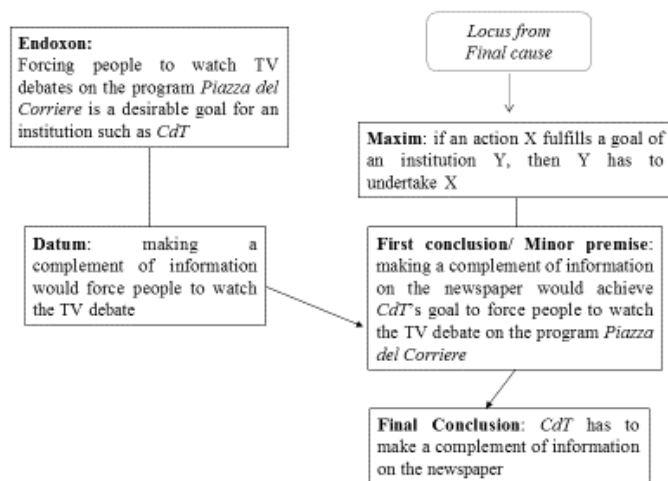 Endoxon:
Forcing people to watch TV
debates on the program Piazza del
Corriere is a desirable goal for an
institution such as CdT
Locus from
Final cause
Maxim: if an action X fulfills a goal of
an institution Y, then Y has to
undertake X
Datum: making a
complement of information
would force people to watch
the TV debate
First conclusion/ Minor premise:
making a complement of information
on the newspaper would achieve
CdT's goal to force people to watch
the TV debate on the program Piazza
del Corriere
Final Conclusion: CdT has to
make a complement of information
on the newspaper